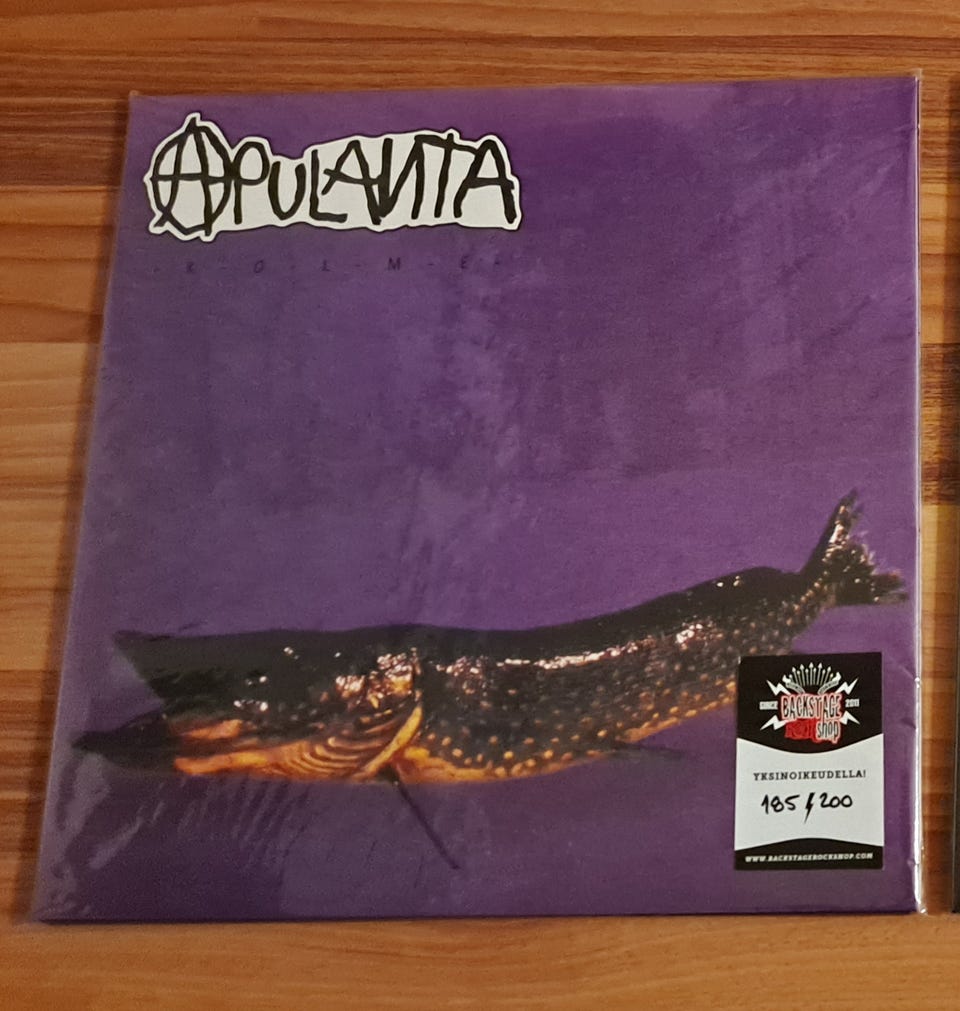 APULANTA
- K - O - L - M - E -
SINCE BACKSTAGE 2011
ROCK shop
YKSINOIKEUDELLA!
185/200
WWW.BACKSTAGEROCKSHOP.COM